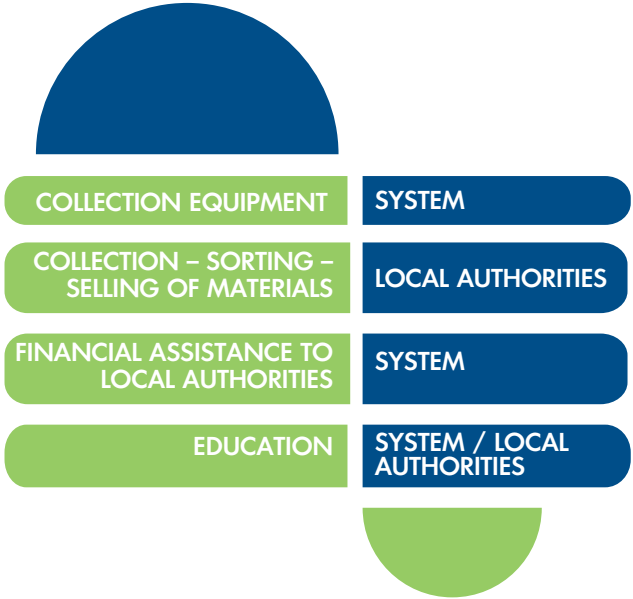 COLLECTION EQUIPMENT
SYSTEM
COLLECTION – SORTING –
SELLING OF MATERIALS
LOCAL AUTHORITIES
FINANCIAL ASSISTANCE TO
LOCAL AUTHORITIES
SYSTEM
EDUCATION
SYSTEM / LOCAL
AUTHORITIES